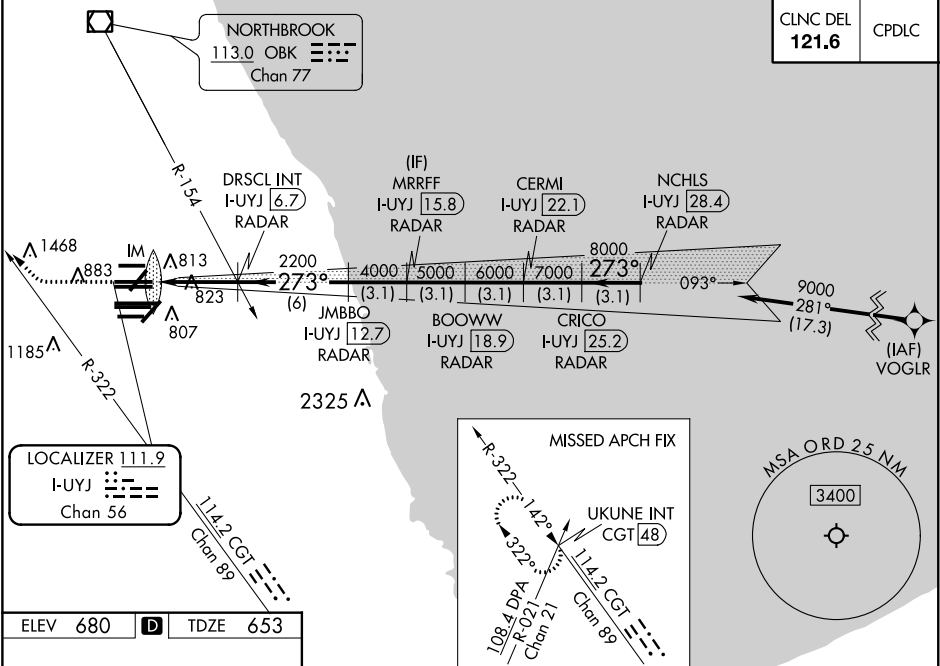 NORTHBROOK
113.0 OBK
Chan 77
CLNC DEL
121.6
CPDLC
R-154
DRSCL INT
I-UYJ 6.7
RADAR
(IF)
MRRFF
I-UYJ 15.8
RADAR
CERMI
I-UYJ 22.1
RADAR
NCHLS
I-UYJ 28.4
RADAR
1468
883
IM
813
823
807
1185
2200
273°
(6)
4000
(3.1)
5000
(3.1)
6000
(3.1)
7000
(3.1)
8000
273°
(3.1)
093°
9000
281°
(17.3)
(IAF)
VOGLR
JMBBO
I-UYJ 12.7
RADAR
BOOWW
I-UYJ 18.9
RADAR
CRICO
I-UYJ 25.2
RADAR
2325
R-322
LOCALIZER 111.9
I-UYJ
Chan 56
114.2 CGT
Chan 89
MISSED APCH FIX
R-322
142°
322°
UKUNE INT
CGT 48
114.2 CGT
Chan 89
108.4 DPA
R-021
Chan 21
MSA ORD 25 NM
3400
ELEV 680 D TDZE 653